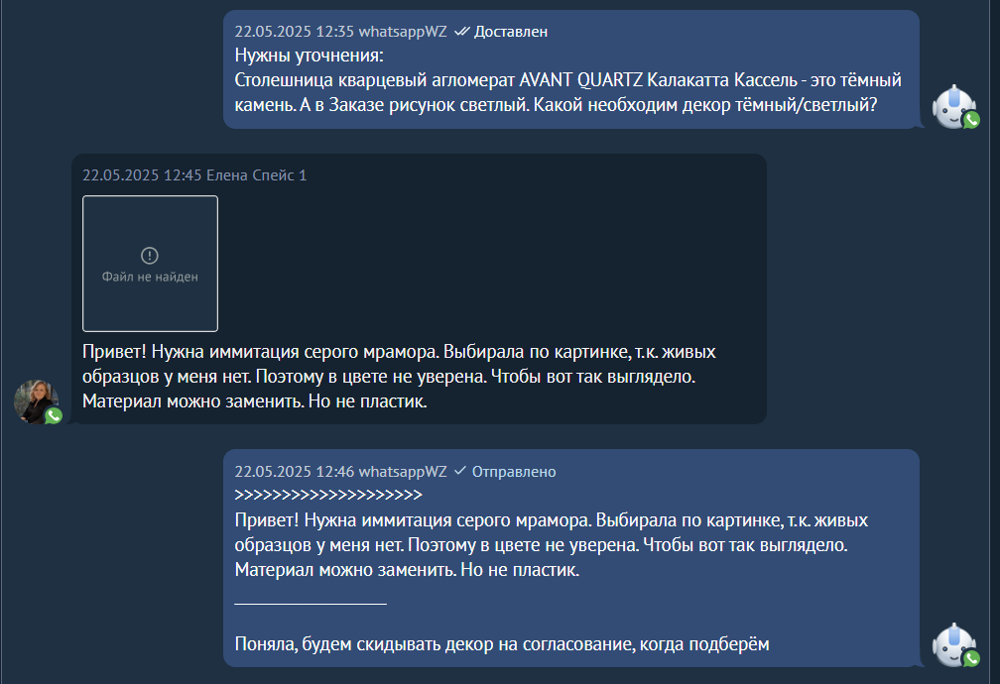 22.05.2025 12:35 whatsappWZ Доставлен
Нужны уточнения:
Столешница кварцевый агломерат AVANT QUARTZ Калакатта Кассель - это тёмный
камень. А в Заказе рисунок светлый. Какой необходим декор тёмный/светлый?
22.05.2025 12:45 Елена Спейс 1
Файл не найден
Привет! Нужна иммитация серого мрамора. Выбирала по картинке, т.к. живых
образцов у меня нет. Поэтому в цвете не уверена. Чтобы вот так выглядело.
Материал можно заменить. Но не пластик.
22.05.2025 12:46 whatsappWZ Отправлено
>>>>>>>>>>>>>>>>>>>>
Привет! Нужна иммитация серого мрамора. Выбирала по картинке, т.к. живых
образцов у меня нет. Поэтому в цвете не уверена. Чтобы вот так выглядело.
Материал можно заменить. Но не пластик.
____________________
Поняла, будем скидывать декор на согласование, когда подберём